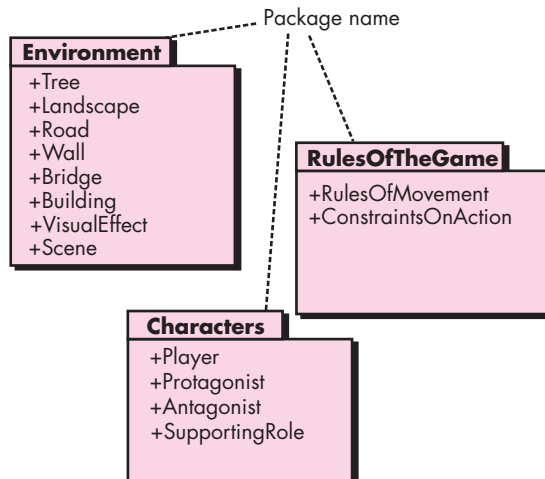 Package name
Environment
+Tree
+Landscape
+Road
+Wall
+Bridge
+Building
+VisualEffect
+Scene
RulesOfTheGame
+RulesOfMovement
+ConstraintsOnAction
Characters
+Player
+Protagonist
+Antagonist
+SupportingRole